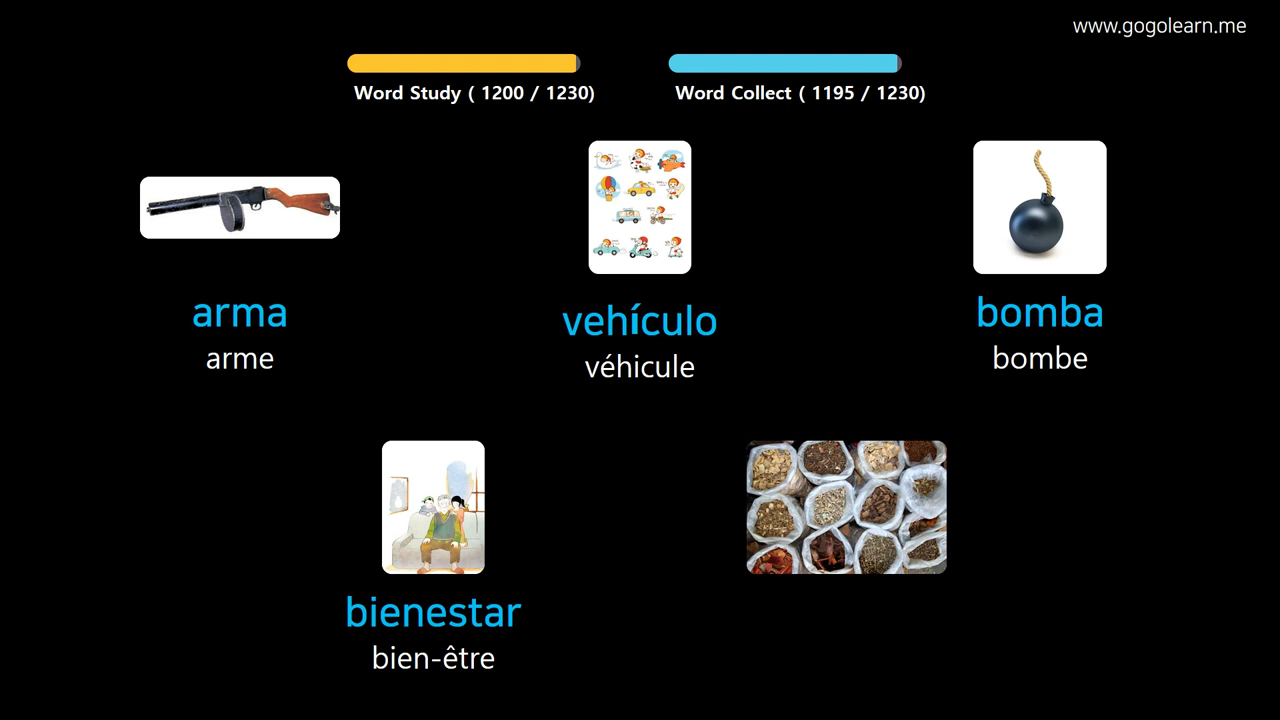 www.gogolearn.me
Word Study ( 1200 / 1230)
Word Collect ( 1195 / 1230)
arma
arme
vehículo
véhicule
bomba
bombe
bienestar
bien-être